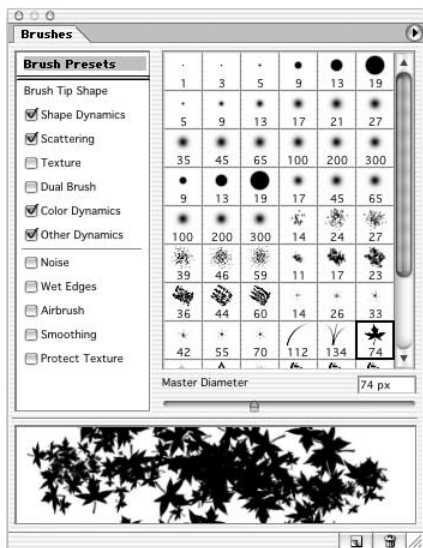 Brushes
Brush Presets
Brush Tip Shape
Shape Dynamics
Scattering
Texture
Dual Brush
Color Dynamics
Other Dynamics
Noise
Wet Edges
Airbrush
Smoothing
Protect Texture
1 3 5 9 13 19
5 9 13 17 21 27
35 45 65 100 200 300
9 13 19 17 45 65
100 200 300 14 24 27
39 46 59 11 17 23
36 44 60 14 26 33
42 55 70 112 134 74
Master Diameter 74 px